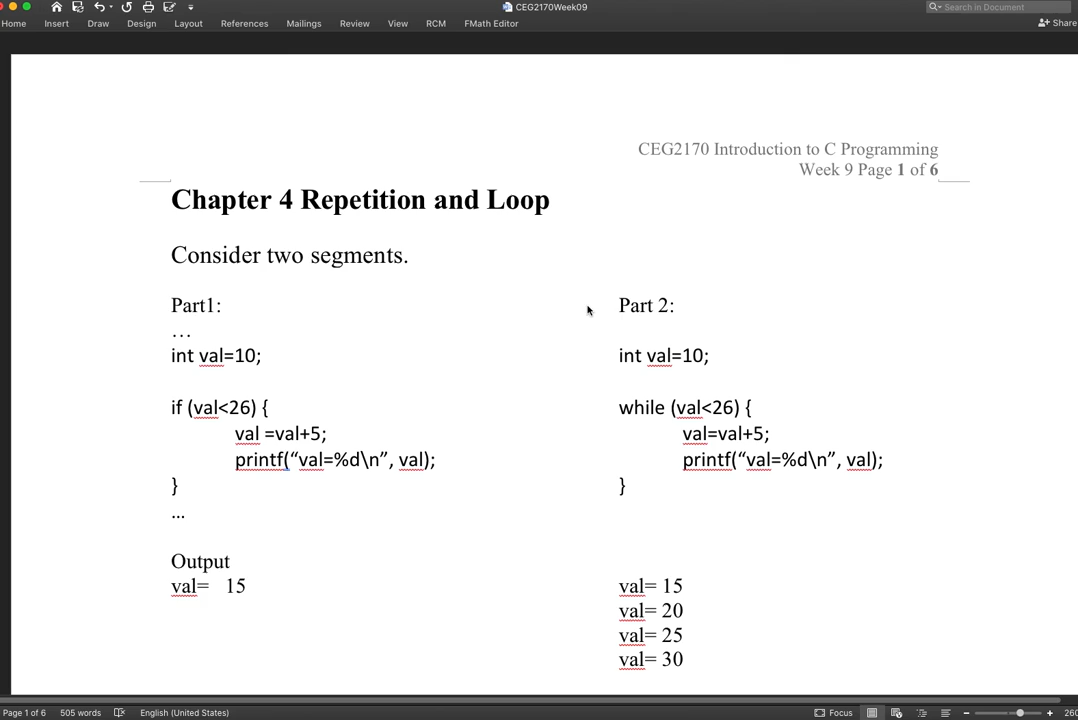 CEG2170Week09
Search in Document
Home Insert Draw Design Layout References Mailings Review View RCM FMath Editor Share
CEG2170 Introduction to C Programming
Week 9 Page 1 of 6
Chapter 4 Repetition and Loop
Consider two segments.
Part1:
…
int val=10;
if (val<26) {
val =val+5;
printf(“val=%d\n”, val);
}
…
Output
val= 15
Part 2:
int val=10;
while (val<26) {
val=val+5;
printf(“val=%d\n”, val);
}
val= 15
val= 20
val= 25
val= 30
Page 1 of 6 505 words English (United States) Focus 260